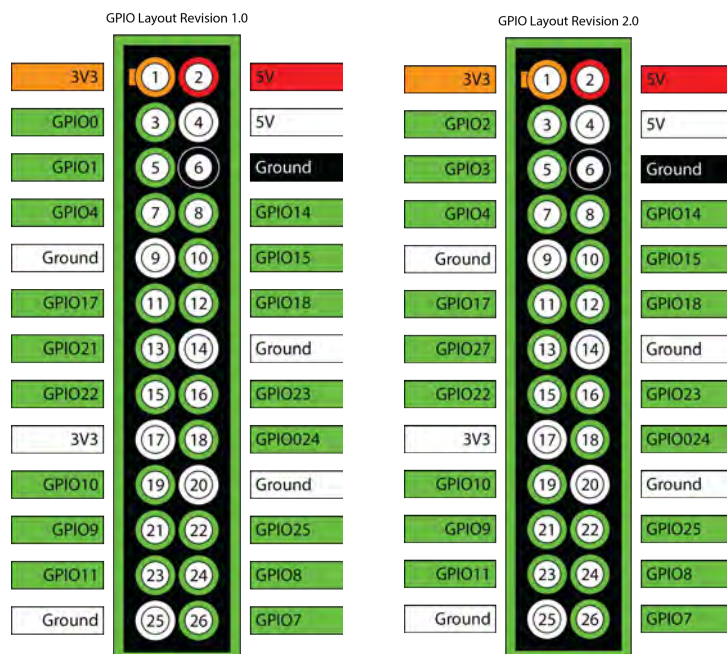 GPIO Layout Revision 1.0
3V3 1 2 5V
GPIO0 3 4 5V
GPIO1 5 6 Ground
GPIO4 7 8 GPIO14
Ground 9 10 GPIO15
GPIO17 11 12 GPIO18
GPIO21 13 14 Ground
GPIO22 15 16 GPIO23
3V3 17 18 GPIO024
GPIO10 19 20 Ground
GPIO9 21 22 GPIO25
GPIO11 23 24 GPIO8
Ground 25 26 GPIO7
GPIO Layout Revision 2.0
3V3 1 2 5V
GPIO2 3 4 5V
GPIO3 5 6 Ground
GPIO4 7 8 GPIO14
Ground 9 10 GPIO15
GPIO17 11 12 GPIO18
GPIO27 13 14 Ground
GPIO22 15 16 GPIO23
3V3 17 18 GPIO024
GPIO10 19 20 Ground
GPIO9 21 22 GPIO25
GPIO11 23 24 GPIO8
Ground 25 26 GPIO7